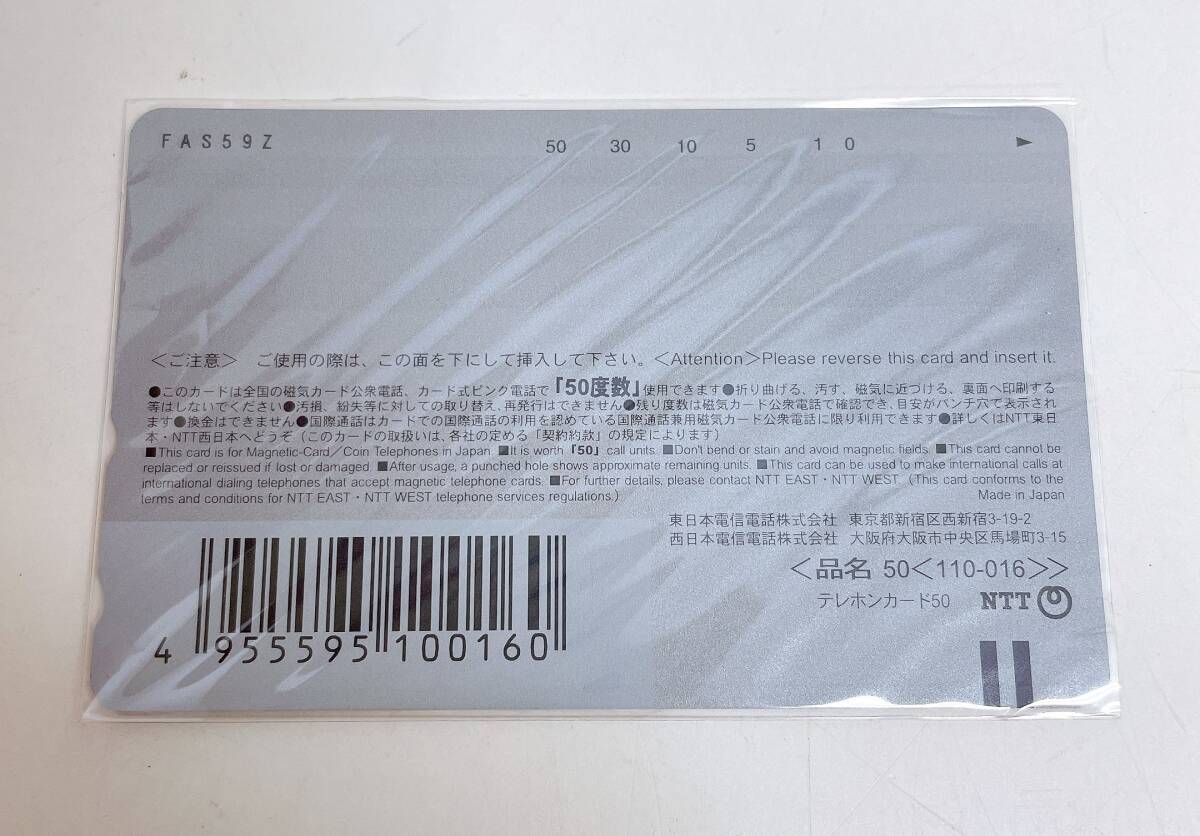 FAS59Z
50 30 10 5 1 0 ►
＜ご注意＞ ご使用の際は、この面を下にして挿入して下さい。＜Attention＞Please reverse this card and insert it.
●このカードは全国の磁気カード公衆電話、カード式ピンク電話で「50度数」使用できます●折り曲げる、汚す、磁気に近づける、裏面へ印刷する
等はしないでください●汚損、紛失等に対しての取り替え、再発行はできません●残り度数は磁気カード公衆電話で確認でき、目安がパンチ穴で表示され
ます●換金はできません●国際通話はカードでの国際通話の利用を認めている国際通話兼用磁気カード公衆電話に限り利用できます●詳しくはNTT東日
本・NTT西日本へどうぞ（このカードの取扱いは、各社の定める「契約約款」の規定によります）
■This card is for Magnetic-Card／Coin Telephones in Japan. ■It is worth「50」call units. ■Don't bend or stain and avoid magnetic fields. ■This card cannot be
replaced or reissued if lost or damaged. ■After usage, a punched hole shows approximate remaining units. ■This card can be used to make international calls at
international dialing telephones that accept magnetic telephone cards. ■For further details, please contact NTT EAST・NTT WEST. (This card conforms to the
terms and conditions for NTT EAST・NTT WEST telephone services regulations.)
Made in Japan
東日本電信電話株式会社 東京都新宿区西新宿3-19-2
西日本電信電話株式会社 大阪府大阪市中央区馬場町3-15
＜品名 50＜110-016＞＞
テレホンカード50 NTT
4 955595 100160